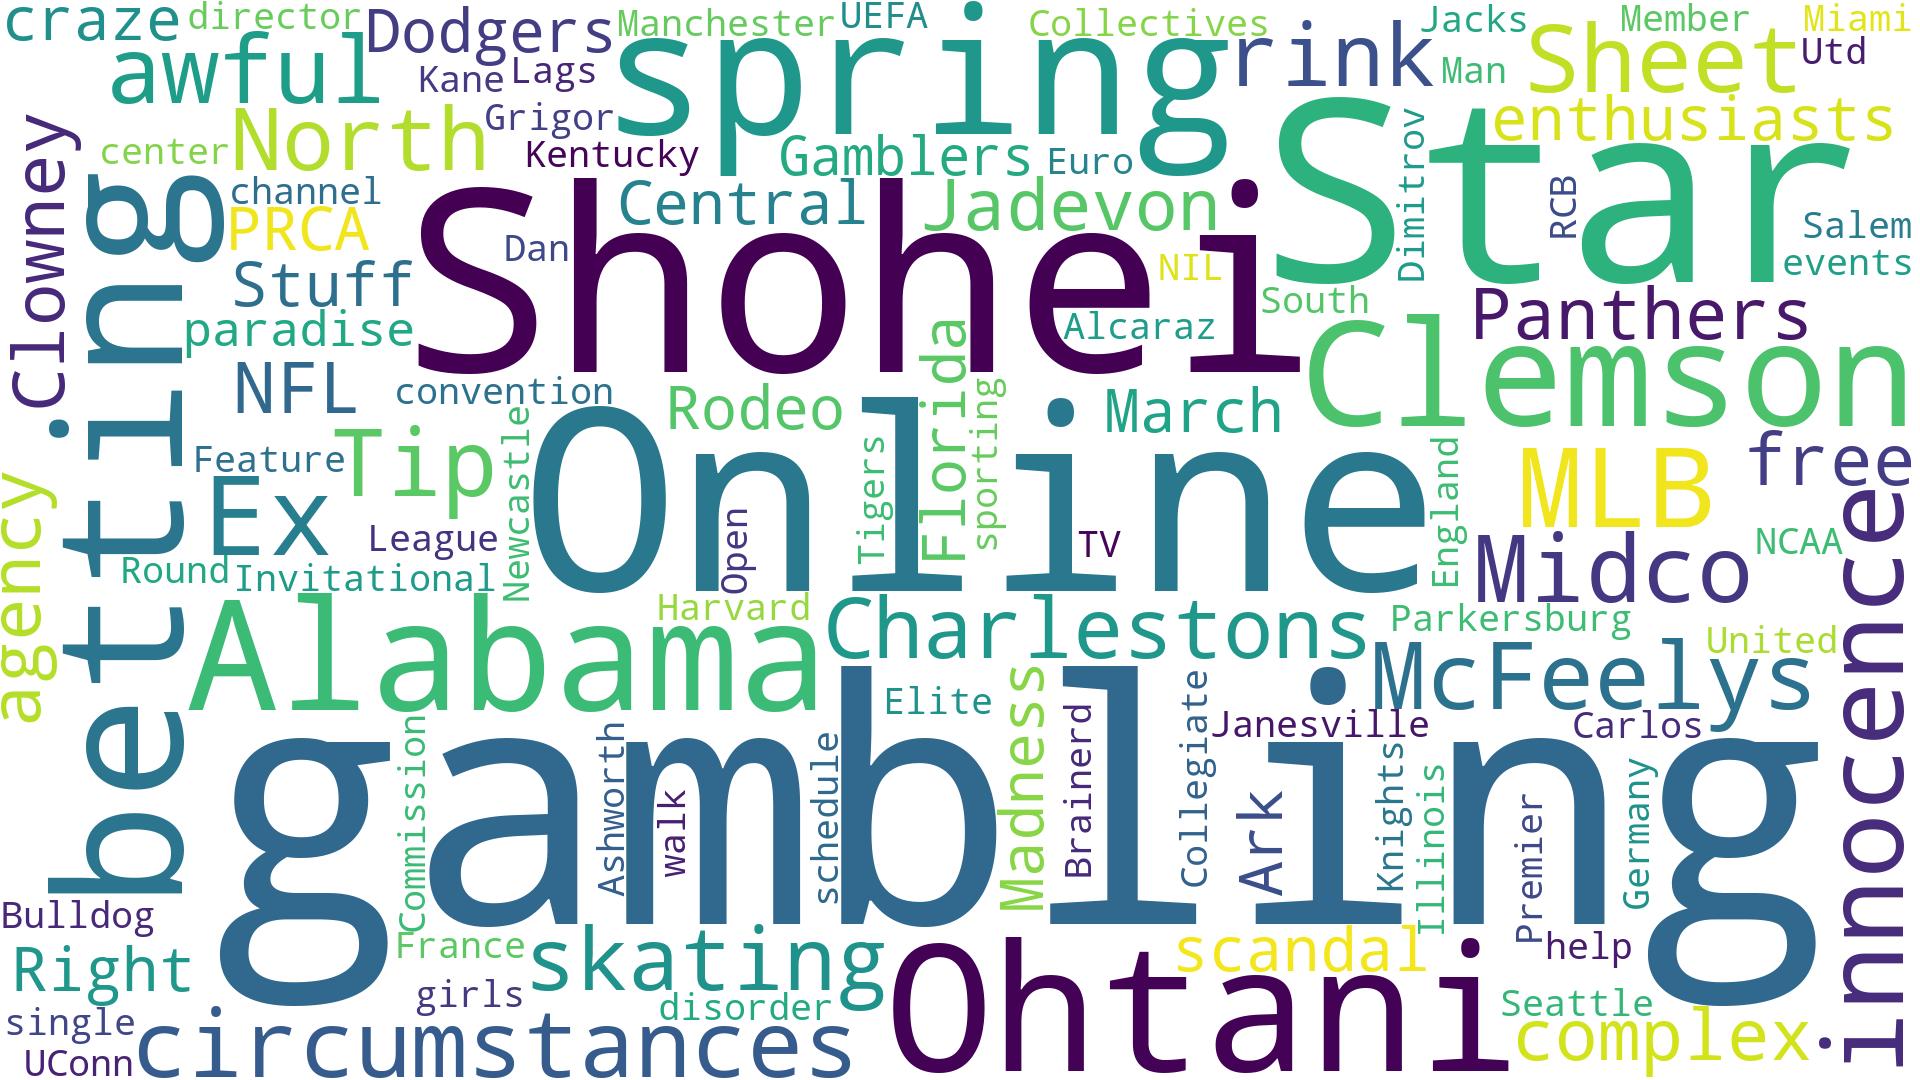 craze
director
Dodgers
Manchester
UEFA
spring
Collectives
rink
Jacks
Member
Miami
awful
Kane
Lags
Man
Sheet
Utd
North
Grigor
enthusiasts
center
Kentucky
Gamblers
Euro
Star
Dimitrov
RCB
Clowney
betting
channel
PRCA
Shohei
Central
Jadevon
Salem
Dan
NIL
events
Stuff
South
Panthers
paradise
Alcaraz
Clemson
NFL
convention
Rodeo
Florida
sporting
March
Feature
Tip
Newcastle
Online
Tigers
England
MLB
free
agency
Ex
League
Open
TV
Midco
NCAA
innocence
Round
Invitational
Alabama
Harvard
Charlestons
Parkersburg
United
McFeelys
Elite
Madness
Brainerd
Collegiate
Janesville
Carlos
gambling
Commission
Ashworth
walk
schedule
Ark
Knights
Illinois
Premier
Germany
Bulldog
Right
France
skating
Ohtani
scandal
help
girls
disorder
Seattle
single
circumstances
complex
UConn